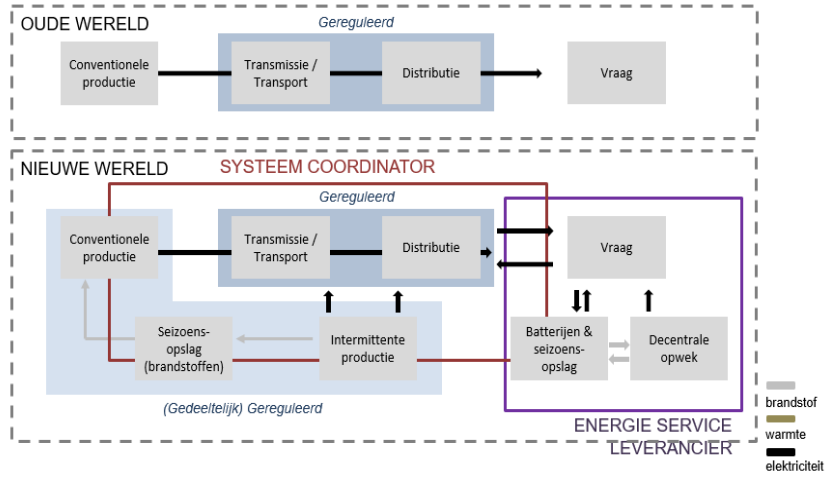 OUDE WERELD
Gereguleerd
Conventionele
productie
Transmissie /
Transport
Distributie
Vraag
NIEUWE WERELD
SYSTEEM COORDINATOR
Gereguleerd
Conventionele
productie
Transmissie /
Transport
Distributie
Vraag
Seizoens-
opslag
(brandstoffen)
Intermittente
productie
Batterijen &
seizoens-
opslag
Decentrale
opwek
(Gedeeltelijk) Gereguleerd
ENERGIE SERVICE
LEVERANCIER
brandstof
warmte
elektriciteit